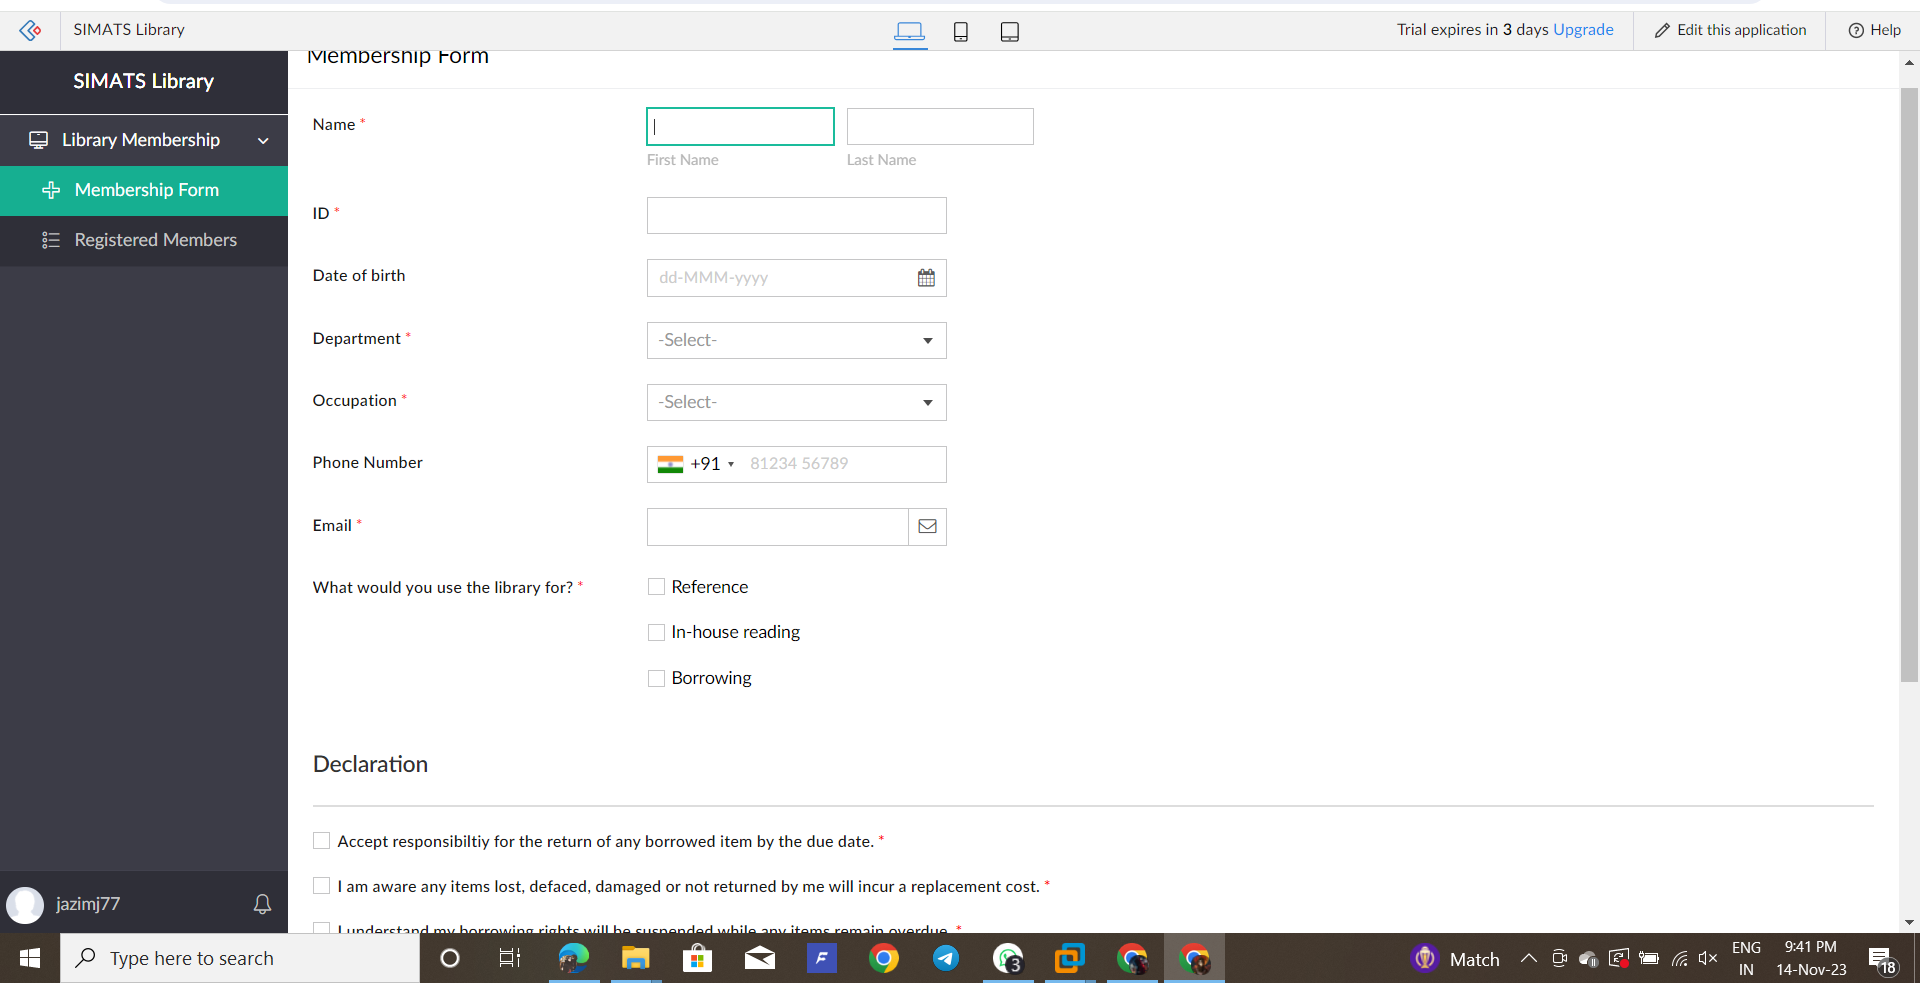 SIMATS Library
Trial expires in 3 days Upgrade
Edit this application
Help
SIMATS Library
Library Membership
Membership Form
Registered Members
jazimj77
Membership Form
Name *
First Name
Last Name
ID *
Date of birth
dd-MMM-yyyy
Department *
-Select-
Occupation *
-Select-
Phone Number
+91 81234 56789
Email *
What would you use the library for? *
Reference
In-house reading
Borrowing
Declaration
Accept responsibiltiy for the return of any borrowed item by the due date. *
I am aware any items lost, defaced, damaged or not returned by me will incur a replacement cost. *
I understand my borrowing rights will be suspended while any items remain overdue. *
Type here to search
F
3
Match
ENG
IN
9:41 PM
14-Nov-23
18